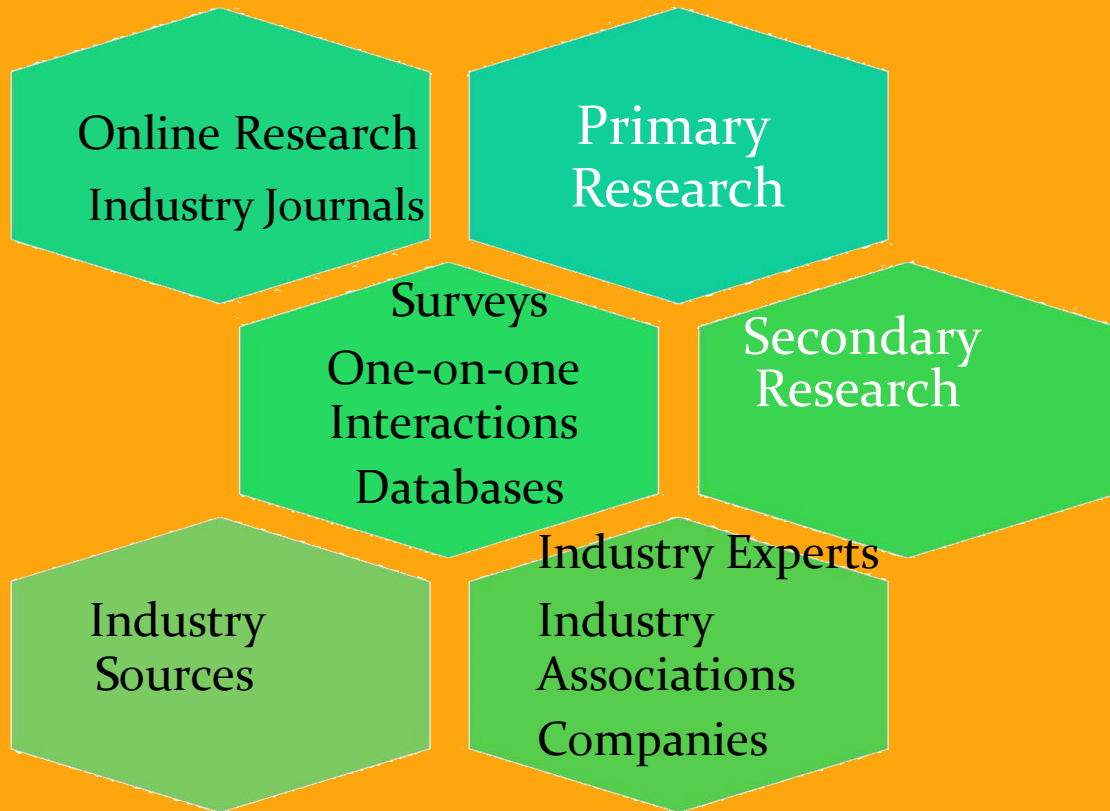 Online Research
Industry Journals
Primary
Research
Surveys
One-on-one
Interactions
Databases
Secondary
Research
Industry
Sources
Industry Experts
Industry
Associations
Companies